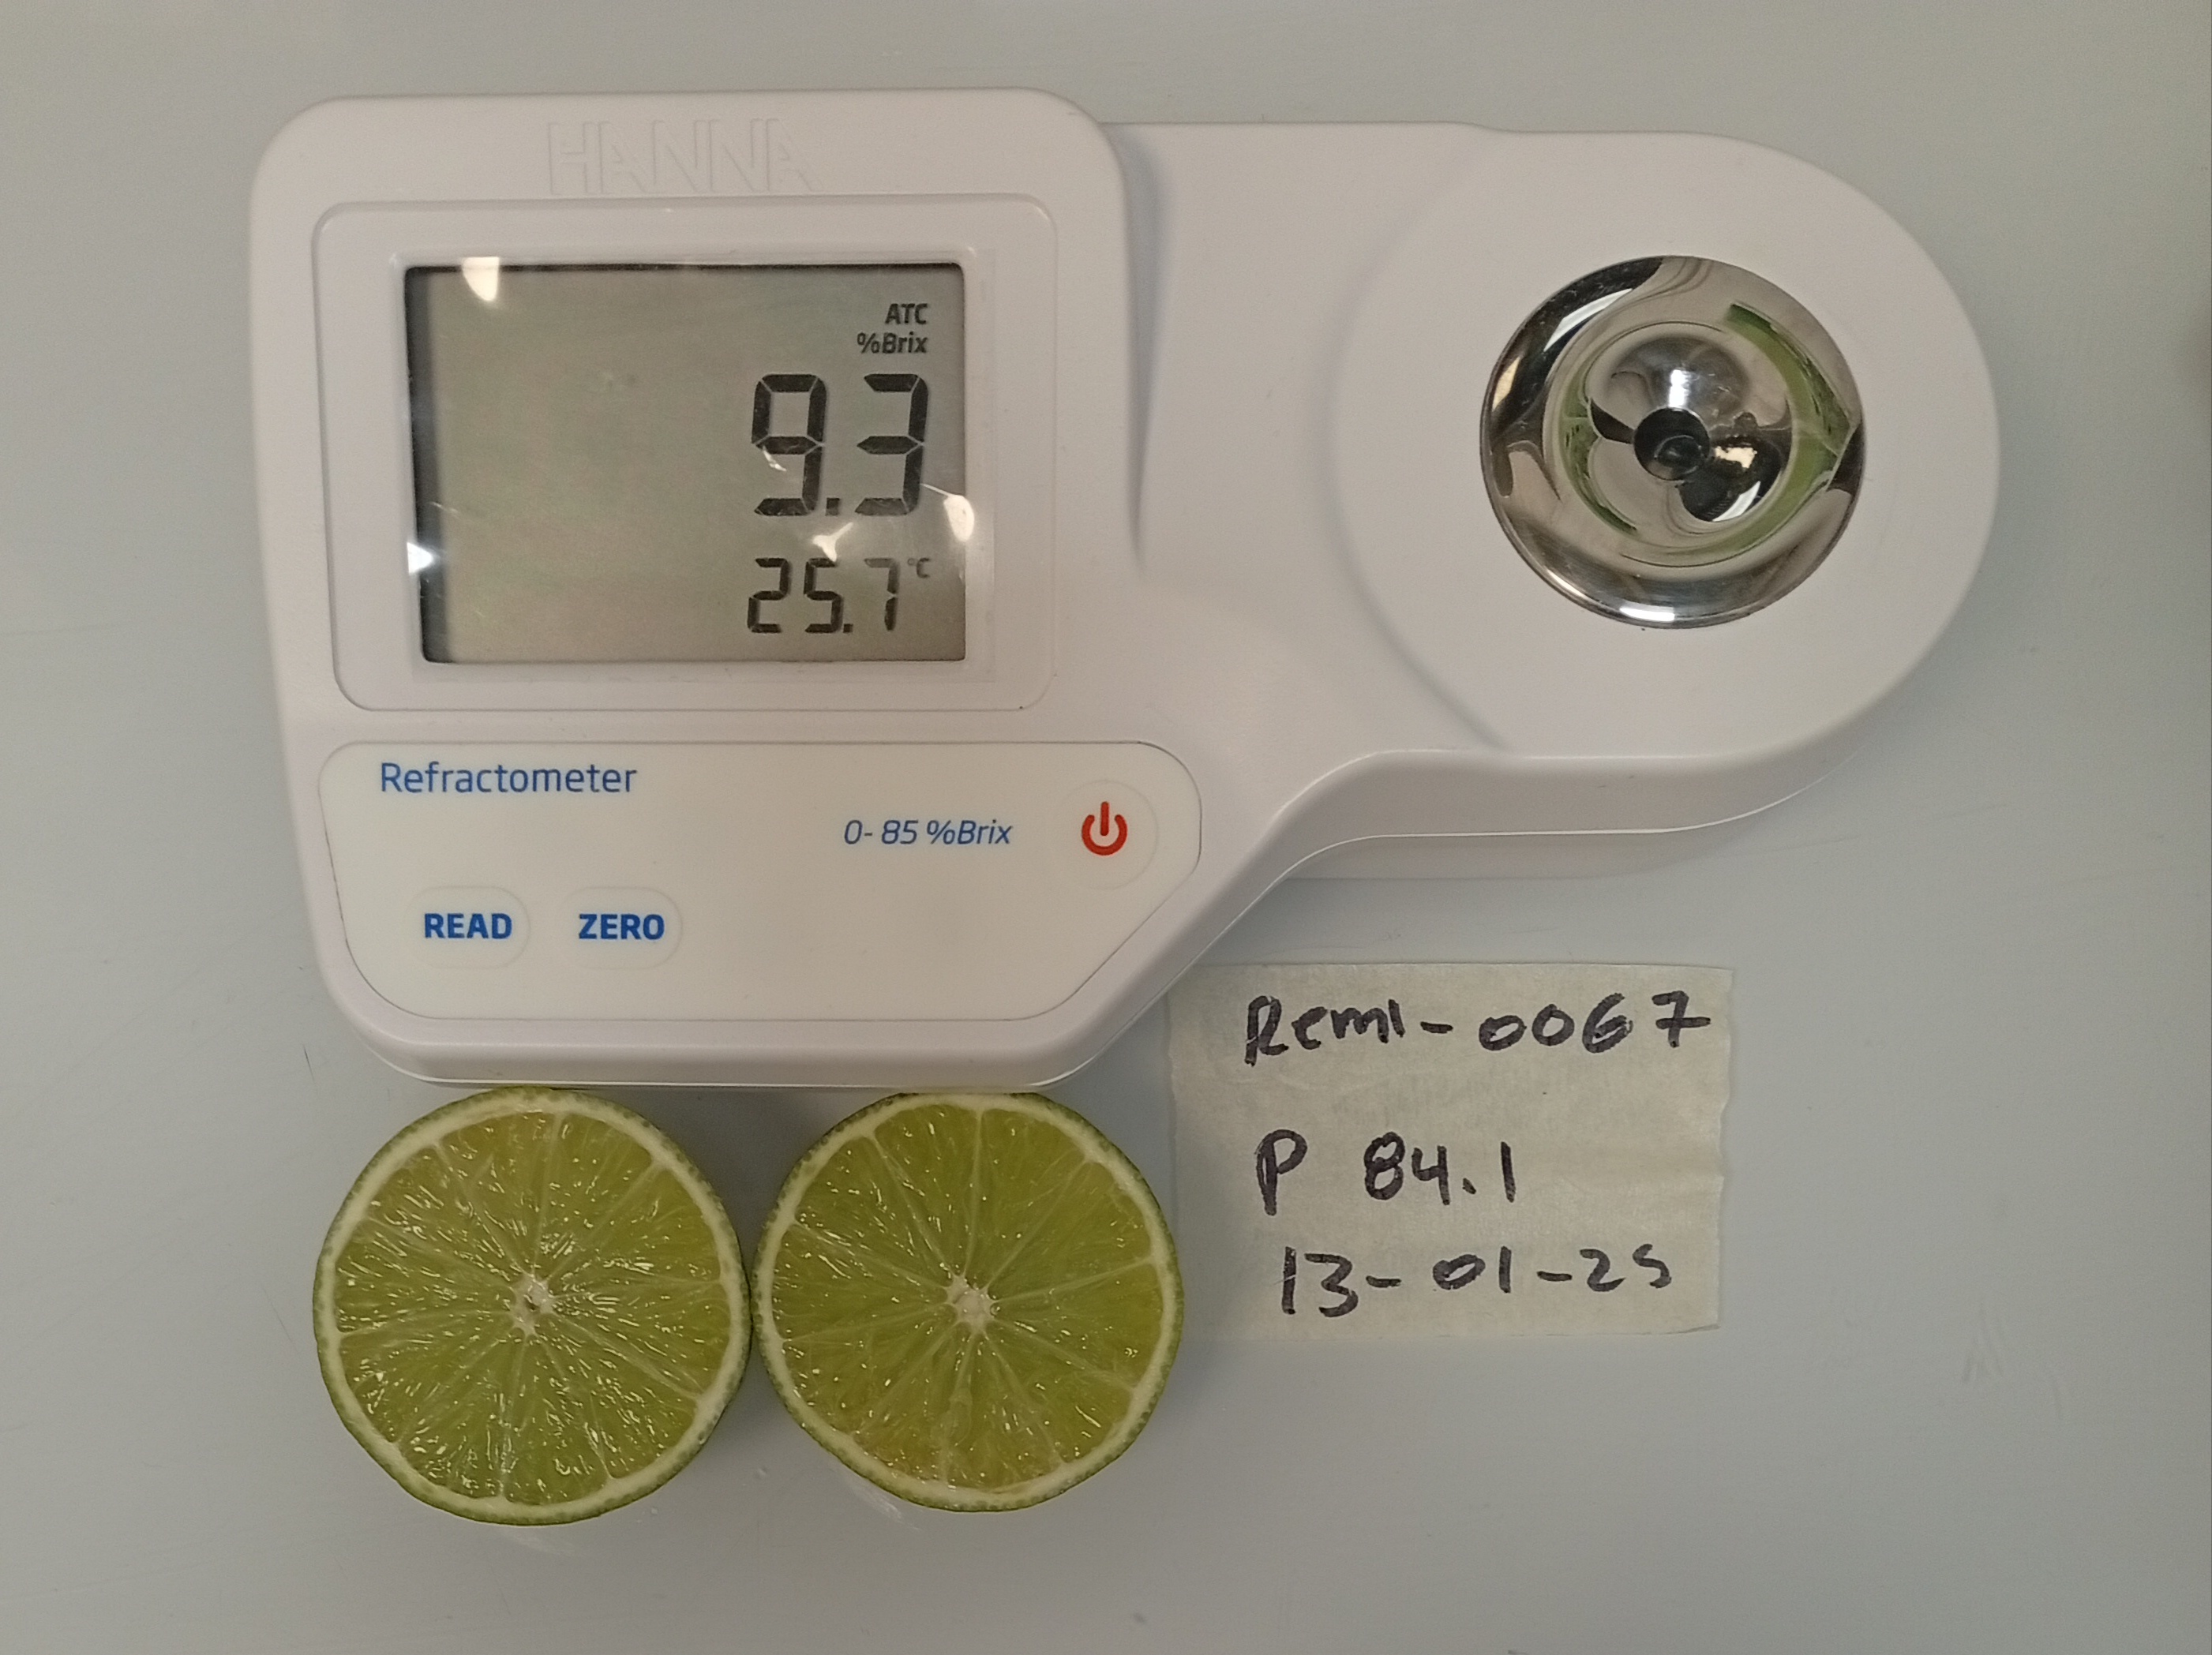 HANNA
ATC
%Brix
9.3
25.7 °C
Refractometer
0- 85 %Brix
READ ZERO
Remi-0067
P 84.1
13-01-25